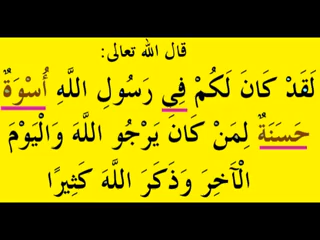 قال الله تعالى:
لَقَدْ كَانَ لَكُمْ فِي رَسُولِ اللَّهِ أُسْوَةٌ
حَسَنَةٌ لِمَنْ كَانَ يَرْجُو اللَّهَ وَالْيَوْمَ
الْآخِرَ وَذَكَرَ اللَّهَ كَثِيرًا